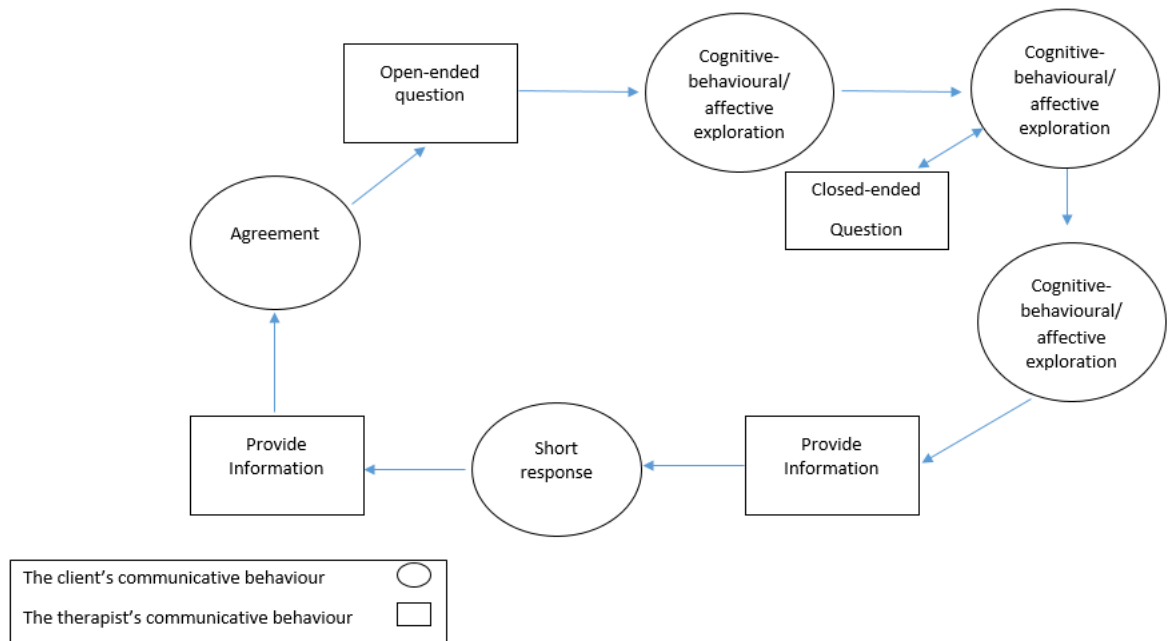 Open-ended
question
Cognitive-
behavioural/
affective
exploration
Cognitive-
behavioural/
affective
exploration
Closed-ended
Question
Agreement
Cognitive-
behavioural/
affective
exploration
Provide
Information
Short
response
Provide
Information
The client's communicative behaviour
The therapist's communicative behaviour